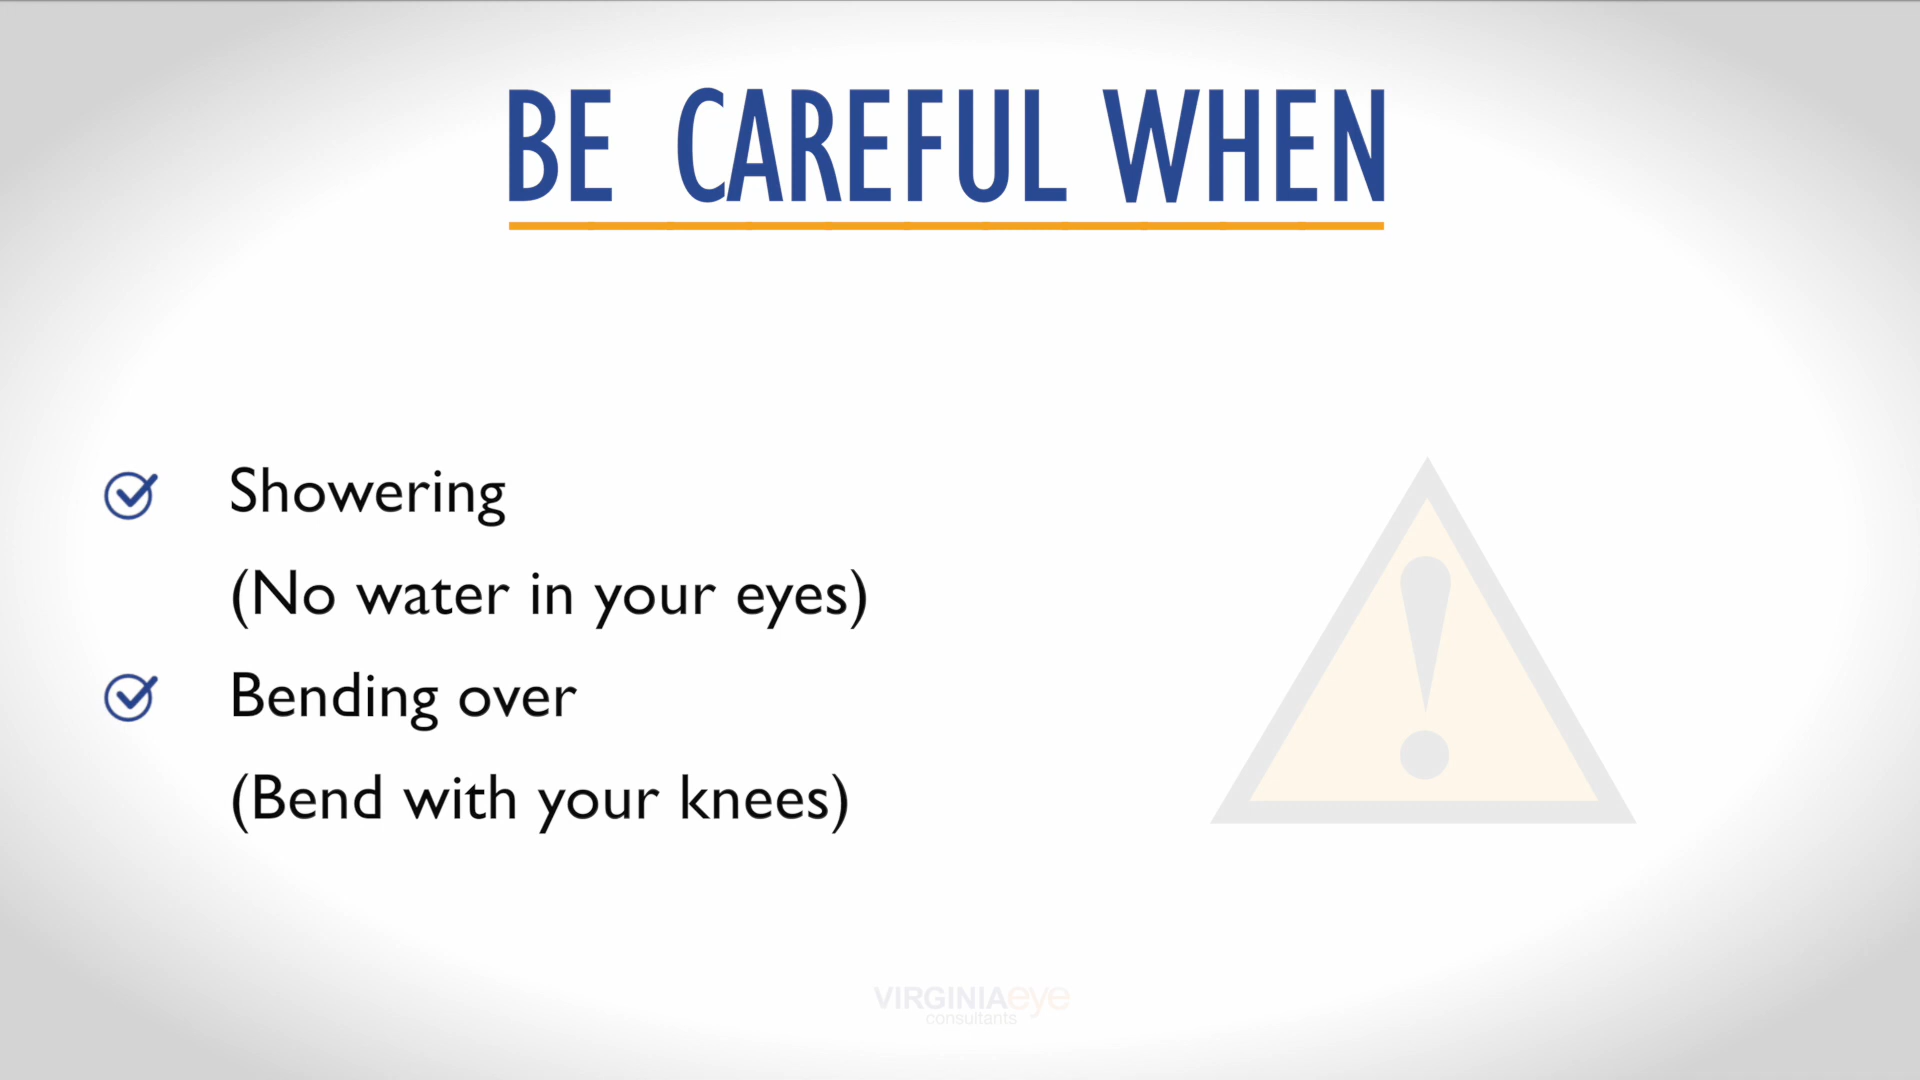 BE CAREFUL WHEN
Showering
(No water in your eyes)
Bending over
(Bend with your knees)
VIRGINIAeye
consultants